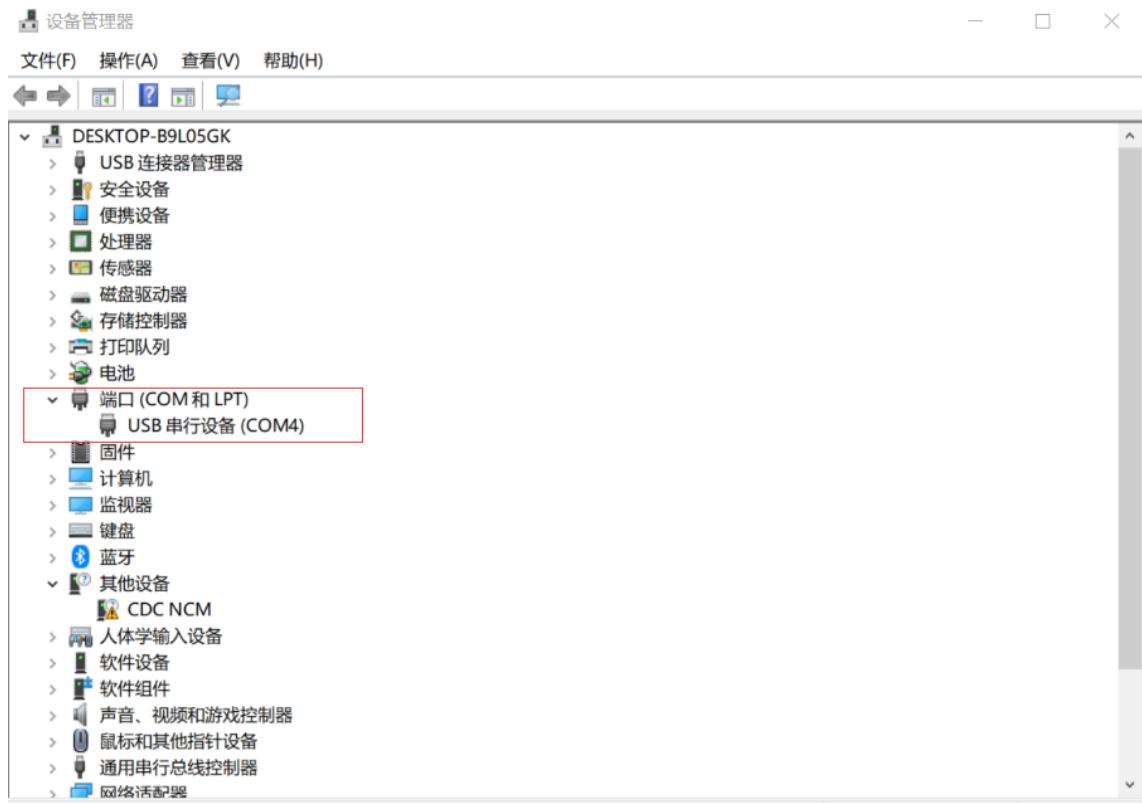 设备管理器
文件(F) 操作(A) 查看(V) 帮助(H)
DESKTOP-B9L05GK
USB 连接器管理器
安全设备
便携设备
处理器
传感器
磁盘驱动器
存储控制器
打印队列
电池
端口 (COM 和 LPT)
USB 串行设备 (COM4)
固件
计算机
监视器
键盘
蓝牙
其他设备
CDC NCM
人体学输入设备
软件设备
软件组件
声音、视频和游戏控制器
鼠标和其他指针设备
通用串行总线控制器
网络适配器